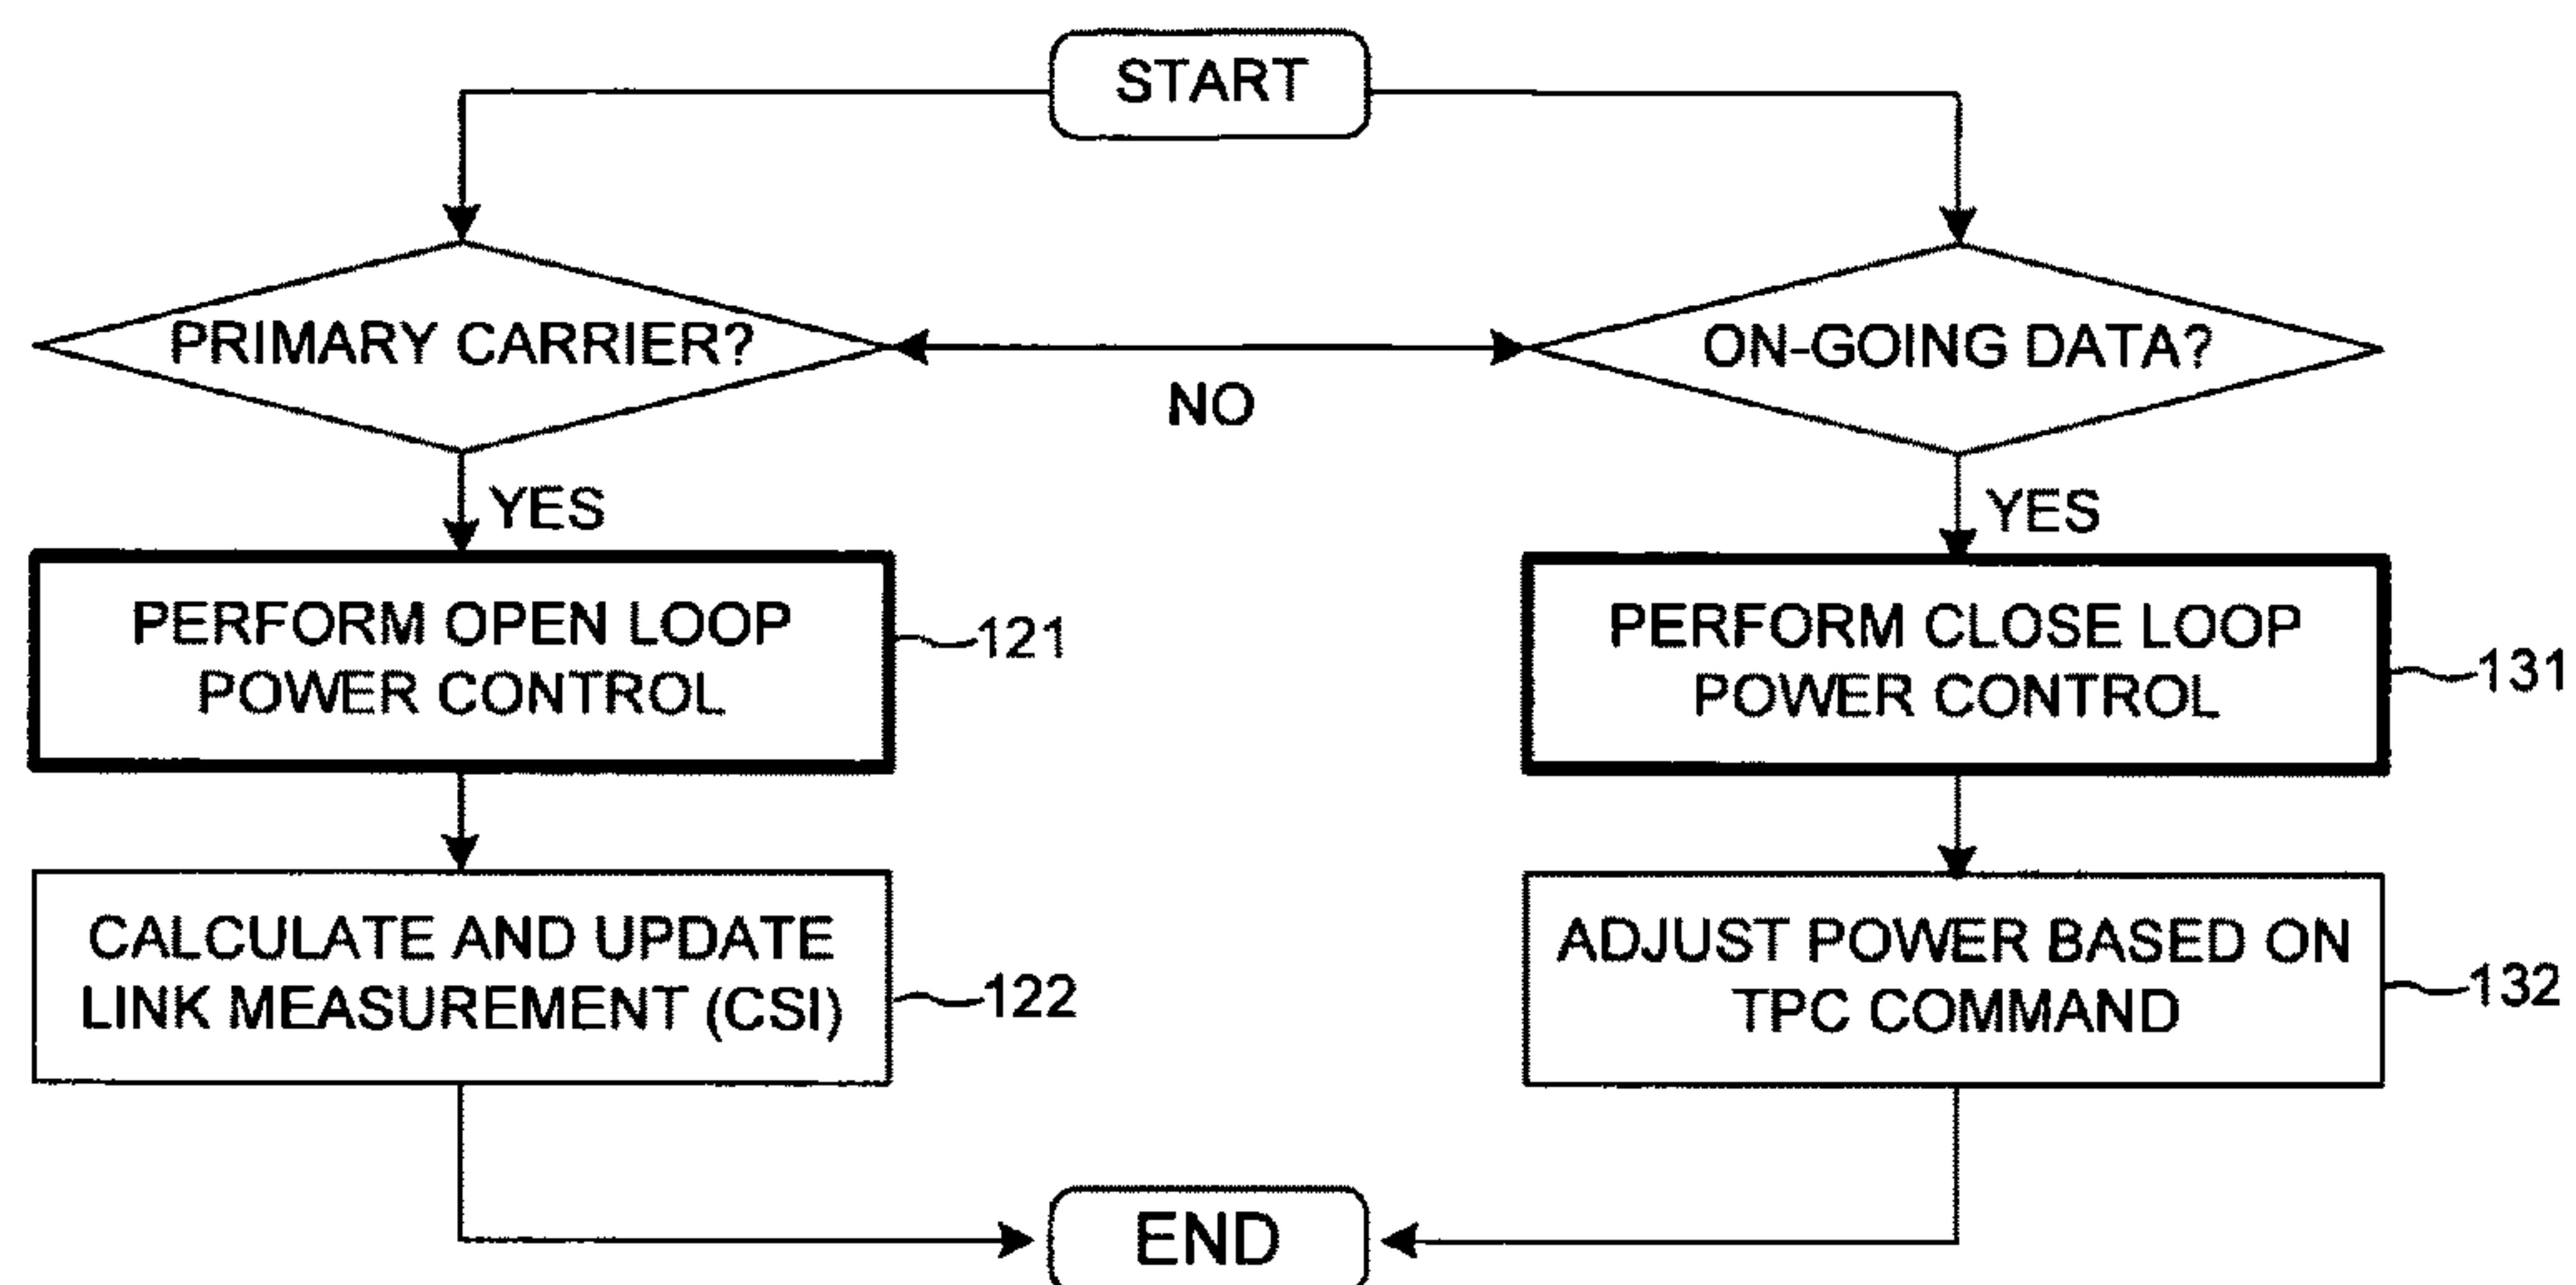 START
PRIMARY CARRIER?
ON-GOING DATA?
NO
YES
YES
PERFORM OPEN LOOP
POWER CONTROL
121
PERFORM CLOSE LOOP
POWER CONTROL
131
CALCULATE AND UPDATE
LINK MEASUREMENT (CSI)
122
ADJUST POWER BASED ON
TPC COMMAND
132
END